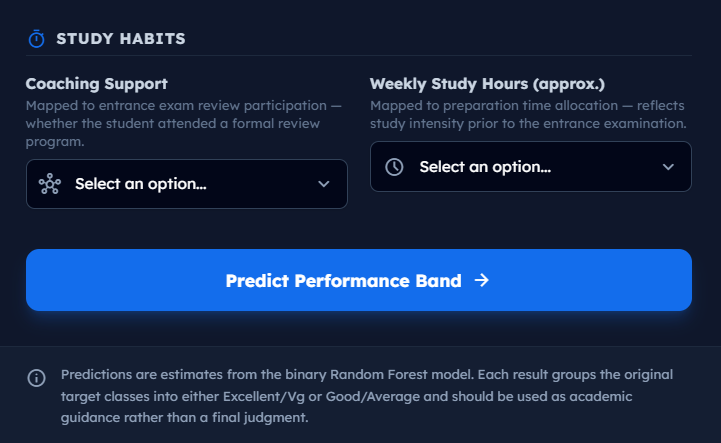 STUDY HABITS
Coaching Support
Mapped to entrance exam review participation —
whether the student attended a formal review
program.
Select an option...
Weekly Study Hours (approx.)
Mapped to preparation time allocation — reflects
study intensity prior to the entrance examination.
Select an option...
Predict Performance Band →
Predictions are estimates from the binary Random Forest model. Each result groups the original
target classes into either Excellent/Vg or Good/Average and should be used as academic
guidance rather than a final judgment.